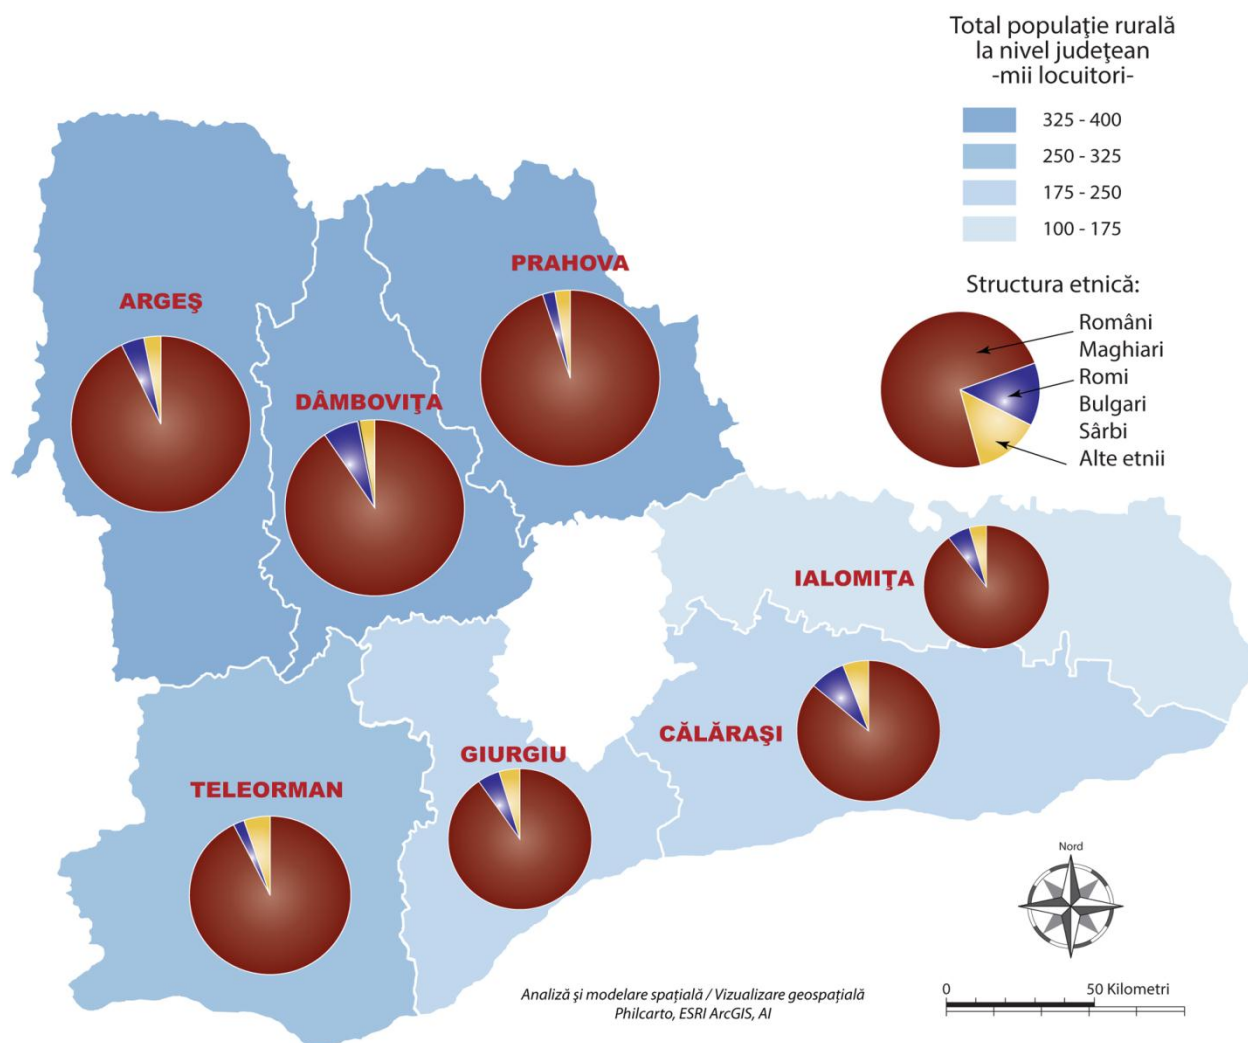 Total populaţie rurală
la nivel judeţean
-mii locuitori-
325 - 400
250 - 325
175 - 250
100 - 175
Structura etnică:
Români
Maghiari
Romi
Bulgari
Sârbi
Alte etnii
PRAHOVA
ARGEŞ
DÂMBOVIŢA
IALOMIŢA
CĂLĂRAŞI
GIURGIU
TELEORMAN
Nord
Analiză şi modelare spaţială / Vizualizare geospaţială
Philcarto, ESRI ArcGIS, AI
0 50 Kilometri